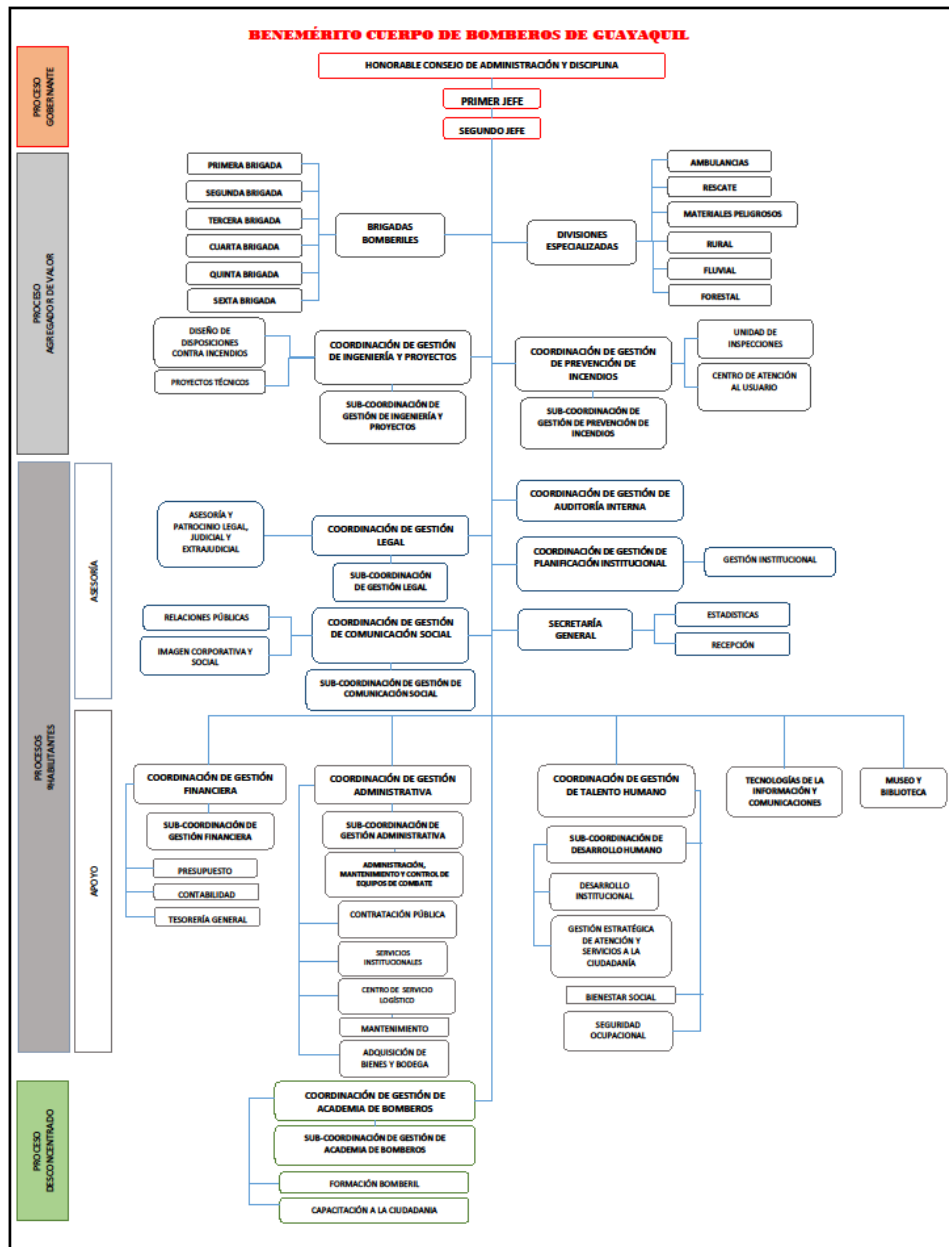 BENEMÉRITO CUERPO DE BOMBEROS DE GUAYAQUIL
PROCESO
GOBERNANTE
HONORABLE CONSEJO DE ADMINISTRACIÓN Y DISCIPLINA
PRIMER JEFE
SEGUNDO JEFE
PROCESO
AGREGADOR DE VALOR
PRIMERA BRIGADA
SEGUNDA BRIGADA
TERCERA BRIGADA
CUARTA BRIGADA
QUINTA BRIGADA
SEXTA BRIGADA
BRIGADAS
BOMBERILES
DIVISIONES
ESPECIALIZADAS
AMBULANCIAS
RESCATE
MATERIALES PELIGROSOS
RURAL
FLUVIAL
FORESTAL
DISEÑO DE
DISPOSICIONES
CONTRA INCENDIOS
PROYECTOS TÉCNICOS
COORDINACIÓN DE GESTIÓN
DE INGENIERÍA Y PROYECTOS
SUB-COORDINACIÓN DE
GESTIÓN DE INGENIERÍA Y
PROYECTOS
COORDINACIÓN DE GESTIÓN
DE PREVENCIÓN DE
INCENDIOS
SUB-COORDINACIÓN DE
GESTIÓN DE PREVENCIÓN DE
INCENDIOS
UNIDAD DE
INSPECCIONES
CENTRO DE ATENCIÓN
AL USUARIO
PROCESOS
HABILITANTES
ASESORÍA
ASESORÍA Y
PATROCINIO LEGAL,
JUDICIAL Y
EXTRAJUDICIAL
COORDINACIÓN DE GESTIÓN
LEGAL
SUB-COORDINACIÓN
DE GESTIÓN LEGAL
COORDINACIÓN DE GESTIÓN DE
AUDITORÍA INTERNA
COORDINACIÓN DE GESTIÓN DE
PLANIFICACIÓN INSTITUCIONAL
GESTIÓN INSTITUCIONAL
RELACIONES PÚBLICAS
IMAGEN CORPORATIVA Y
SOCIAL
COORDINACIÓN DE GESTIÓN
DE COMUNICACIÓN SOCIAL
SUB-COORDINACIÓN DE GESTIÓN DE
COMUNICACIÓN SOCIAL
SECRETARÍA
GENERAL
ESTADISTICAS
RECEPCIÓN
APOYO
COORDINACIÓN DE GESTIÓN
FINANCIERA
SUB-COORDINACIÓN DE
GESTIÓN FINANCIERA
PRESUPUESTO
CONTABILIDAD
TESORERÍA GENERAL
COORDINACIÓN DE GESTIÓN
ADMINISTRATIVA
SUB-COORDINACIÓN DE
GESTIÓN ADMINISTRATIVA
ADMINISTRACIÓN,
MANTENIMIENTO Y CONTROL DE
EQUIPOS DE COMBATE
CONTRATACIÓN PÚBLICA
SERVICIOS
INSTITUCIONALES
CENTRO DE SERVICIO
LOGÍSTICO
MANTENIMIENTO
ADQUISICIÓN DE
BIENES Y BODEGA
COORDINACIÓN DE GESTIÓN
DE TALENTO HUMANO
SUB-COORDINACIÓN DE
DESARROLLO HUMANO
DESARROLLO
INSTITUCIONAL
GESTIÓN ESTRATÉGICA
DE ATENCIÓN Y
SERVICIOS A LA
CIUDADANÍA
BIENESTAR SOCIAL
SEGURIDAD
OCUPACIONAL
TECNOLOGÍAS DE LA
INFORMACIÓN Y
COMUNICACIONES
MUSEO Y
BIBLIOTECA
PROCESO
DESCONCENTRADO
COORDINACIÓN DE GESTIÓN DE
ACADEMIA DE BOMBEROS
SUB-COORDINACIÓN DE GESTIÓN DE
ACADEMIA DE BOMBEROS
FORMACIÓN BOMBERIL
CAPACITACIÓN A LA CIUDADANIA